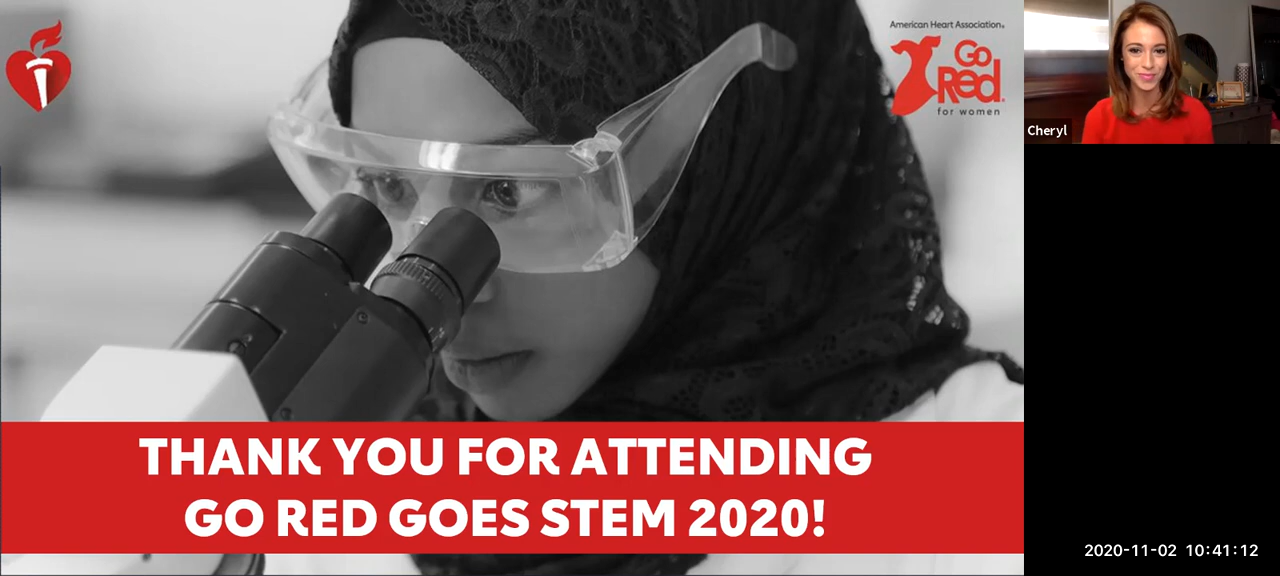 American Heart Association®
Go
Red®
for women
Cheryl
THANK YOU FOR ATTENDING
GO RED GOES STEM 2020!
2020-11-02 10:41:12